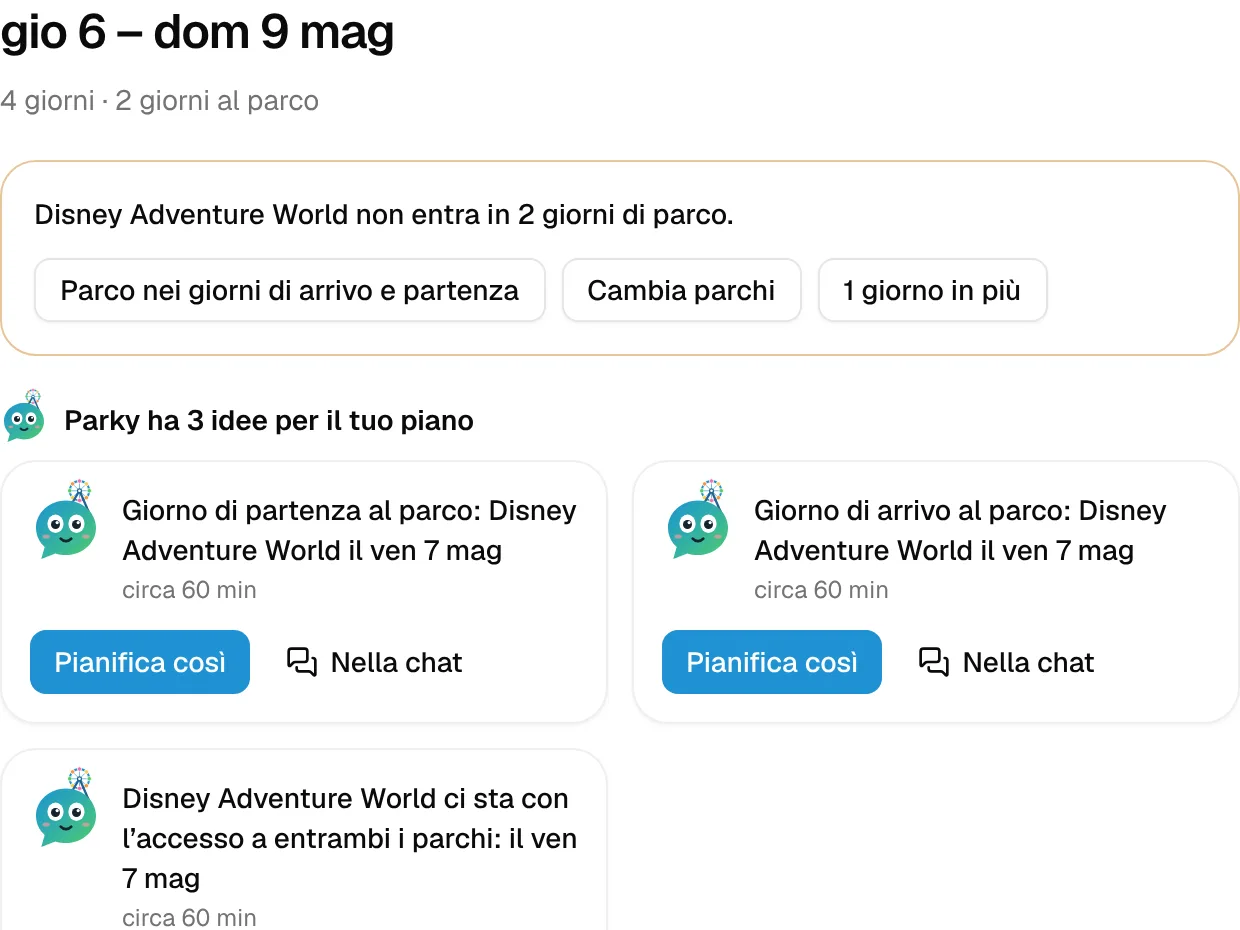 gio 6 – dom 9 mag
4 giorni · 2 giorni al parco
Disney Adventure World non entra in 2 giorni di parco.
Parco nei giorni di arrivo e partenza
Cambia parchi
1 giorno in più
Parky ha 3 idee per il tuo piano
Giorno di partenza al parco: Disney
Adventure World il ven 7 mag
circa 60 min
Pianifica così
Nella chat
Giorno di arrivo al parco: Disney
Adventure World il ven 7 mag
circa 60 min
Pianifica così
Nella chat
Disney Adventure World ci sta con
l’accesso a entrambi i parchi: il ven
7 mag
circa 60 min